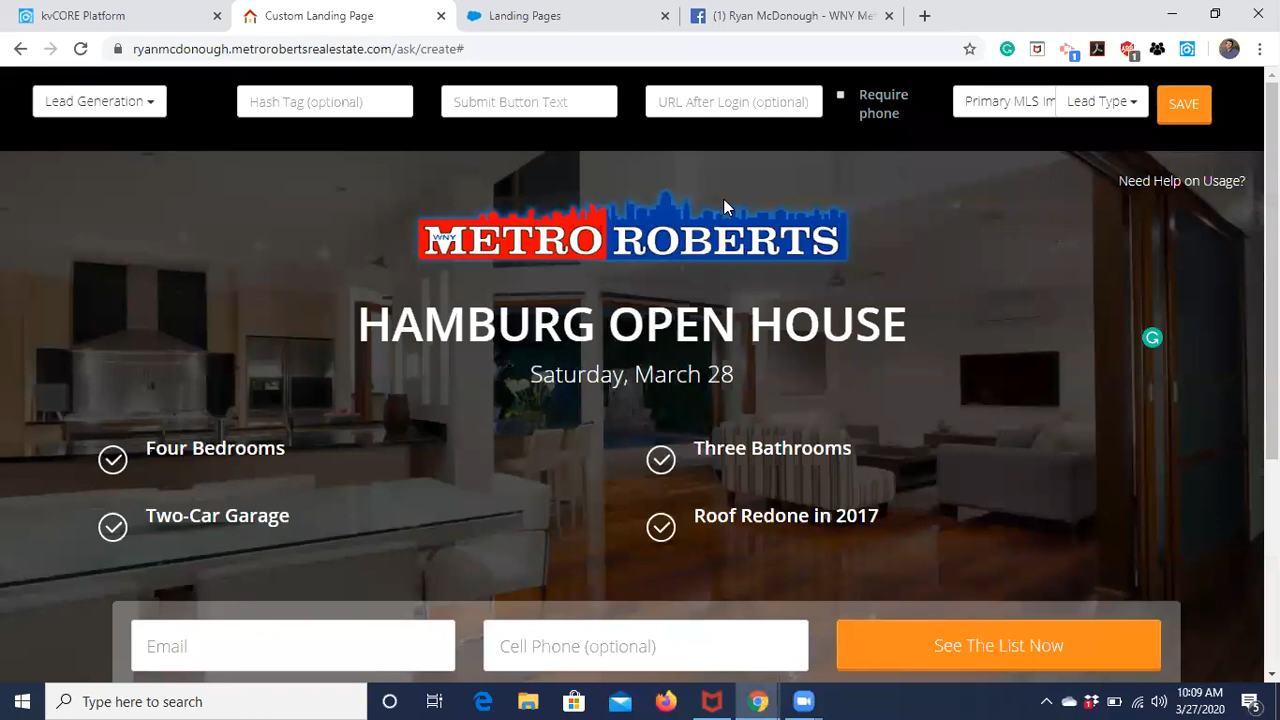 kvCORE Platform
Custom Landing Page
Landing Pages
(1) Ryan McDonough - WNY Met
ryanmcdonough.metrorobertsrealestate.com/ask/create#
1
1
Lead Generation
Hash Tag (optional)
Submit Button Text
URL After Login (optional)
Require phone
Primary MLS Im
Lead Type
SAVE
Need Help on Usage?
WNY METRO ROBERTS
HAMBURG OPEN HOUSE
Saturday, March 28
Four Bedrooms
Three Bathrooms
Two-Car Garage
Roof Redone in 2017
Email
Cell Phone (optional)
See The List Now
Type here to search
10:09 AM
3/27/2020
5